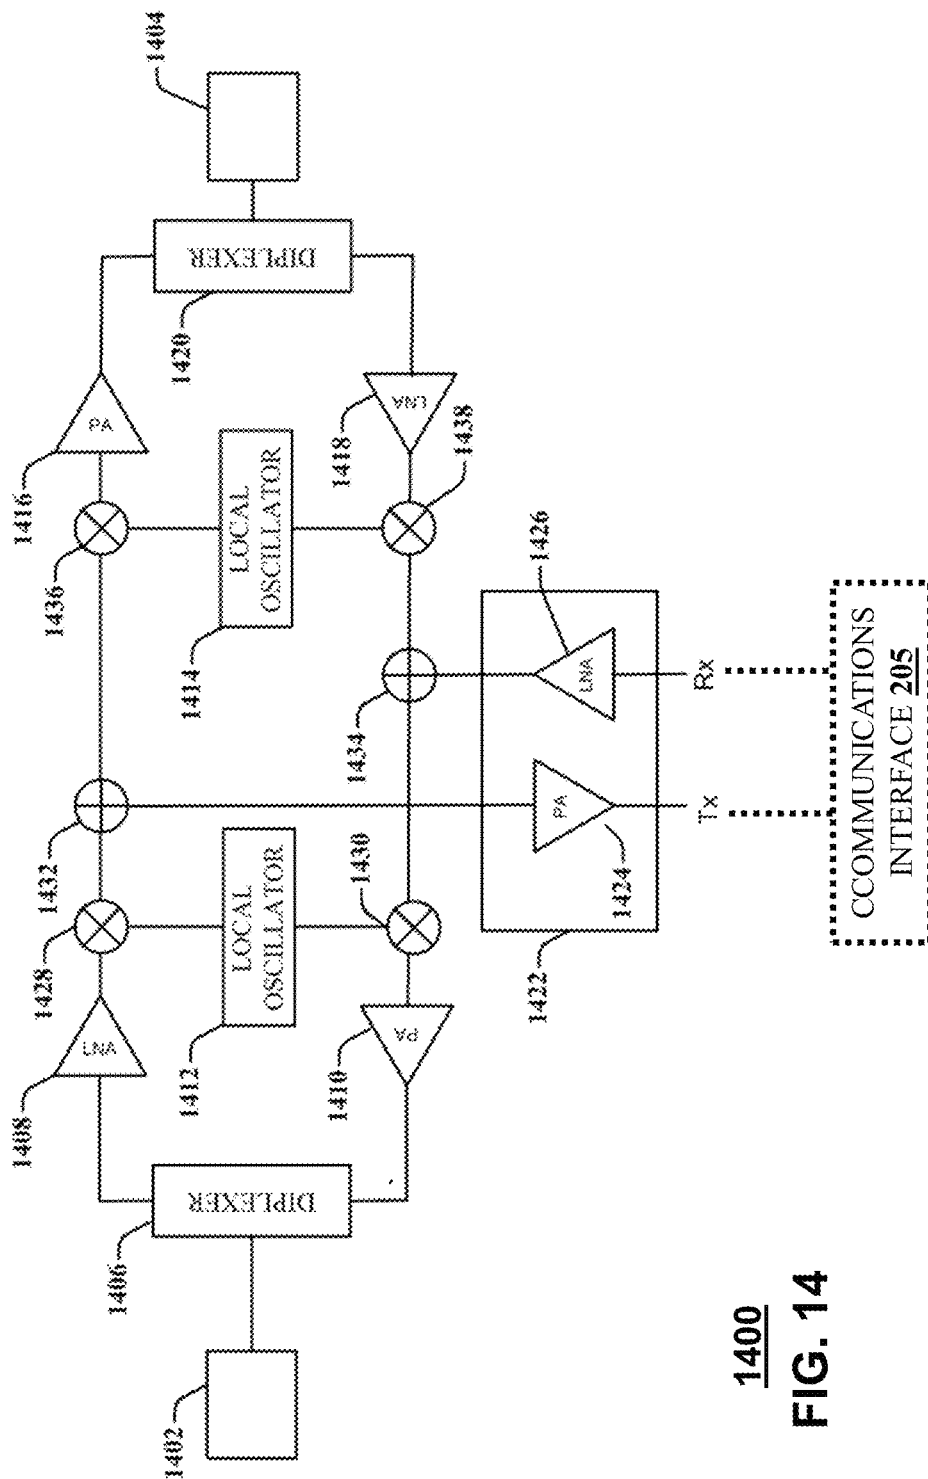 1404
1416
PA
DIPLEXER
1420
1436
LOCAL
OSCILLATOR
1414
1418
LNA
1438
1432
1434
1426
LNA
Rx
1428
LOCAL
OSCILLATOR
1412
1430
PA
1424
Tx
1422
CCOMMUNICATIONS
INTERFACE 205
1408
LNA
1410
PA
1406
DIPLEXER
1402
1400
FIG. 14